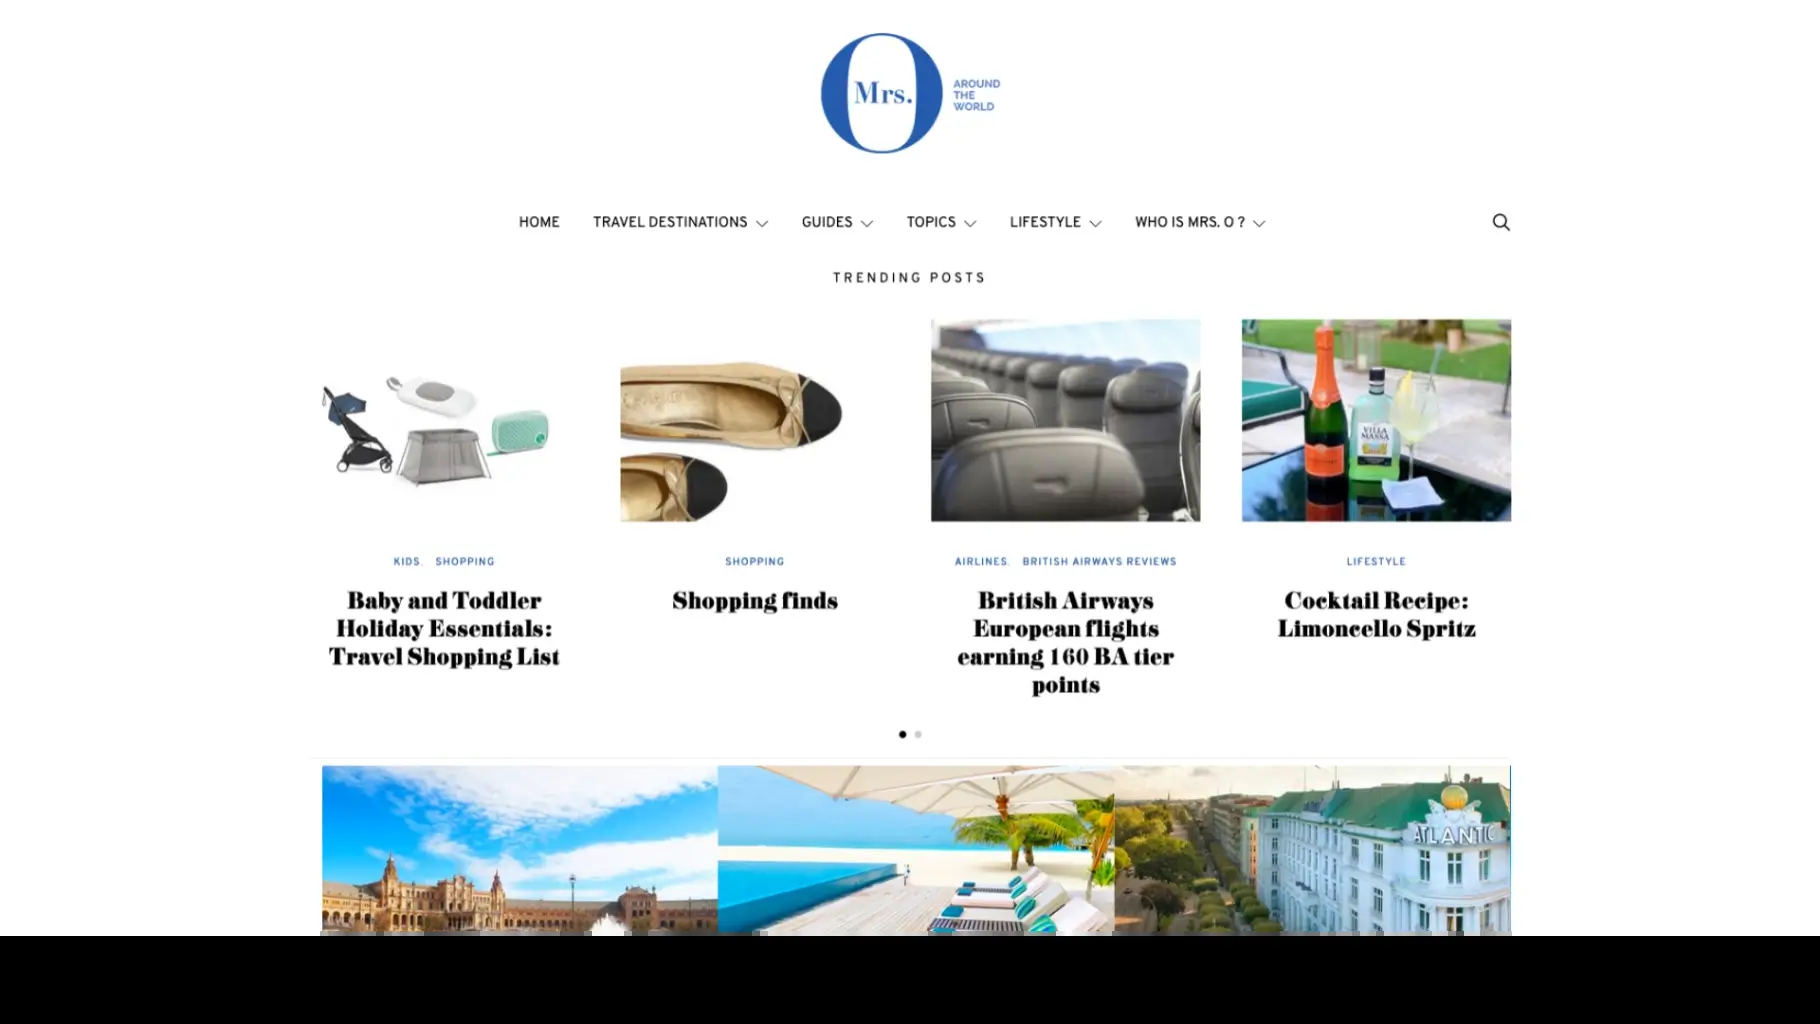 Mrs.
AROUND
THE
WORLD
HOME TRAVEL DESTINATIONS GUIDES TOPICS LIFESTYLE WHO IS MRS. O ?
TRENDING POSTS
VILLA
MASSA
KIDS, SHOPPING
Baby and Toddler
Holiday Essentials:
Travel Shopping List
SHOPPING
Shopping finds
AIRLINES, BRITISH AIRWAYS REVIEWS
British Airways
European flights
earning 160 BA tier
points
LIFESTYLE
Cocktail Recipe:
Limoncello Spritz
ATLANTIC